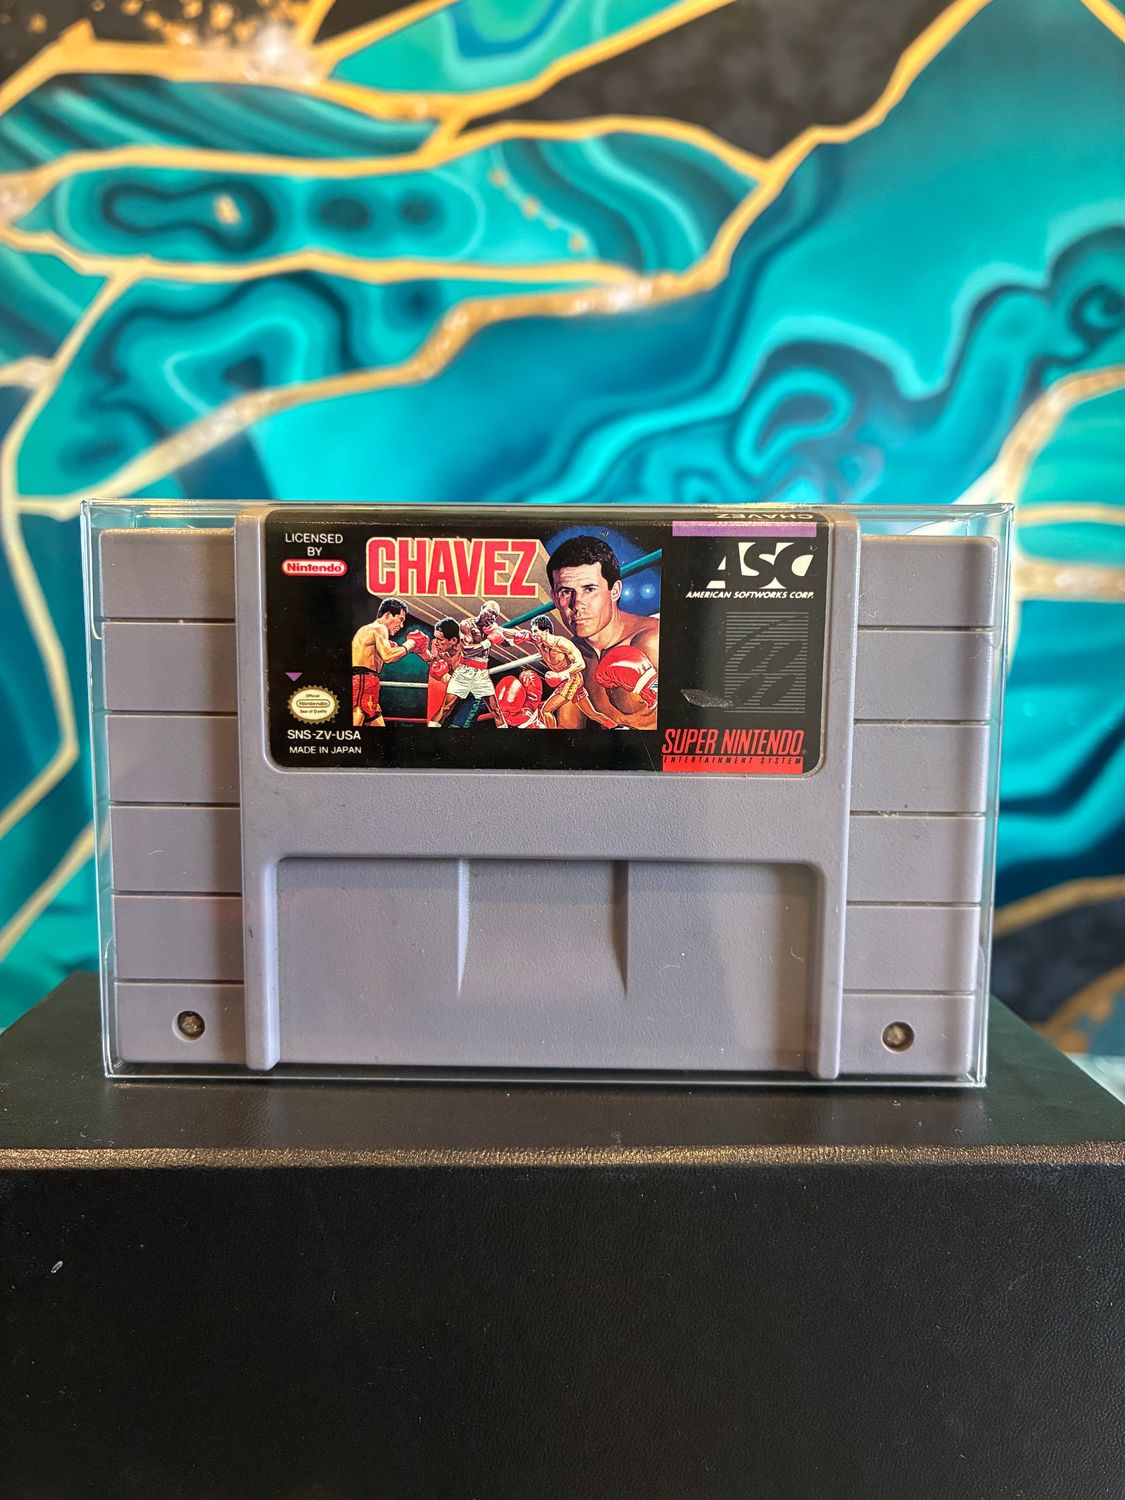 CHAVEZ
LICENSED
BY
Nintendo
CHAVEZ
ASC
AMERICAN SOFTWORKS CORP.
Official
Nintendo
Seal of Quality
SNS-ZV-USA
MADE IN JAPAN
SUPER NINTENDO
ENTERTAINMENT SYSTEM